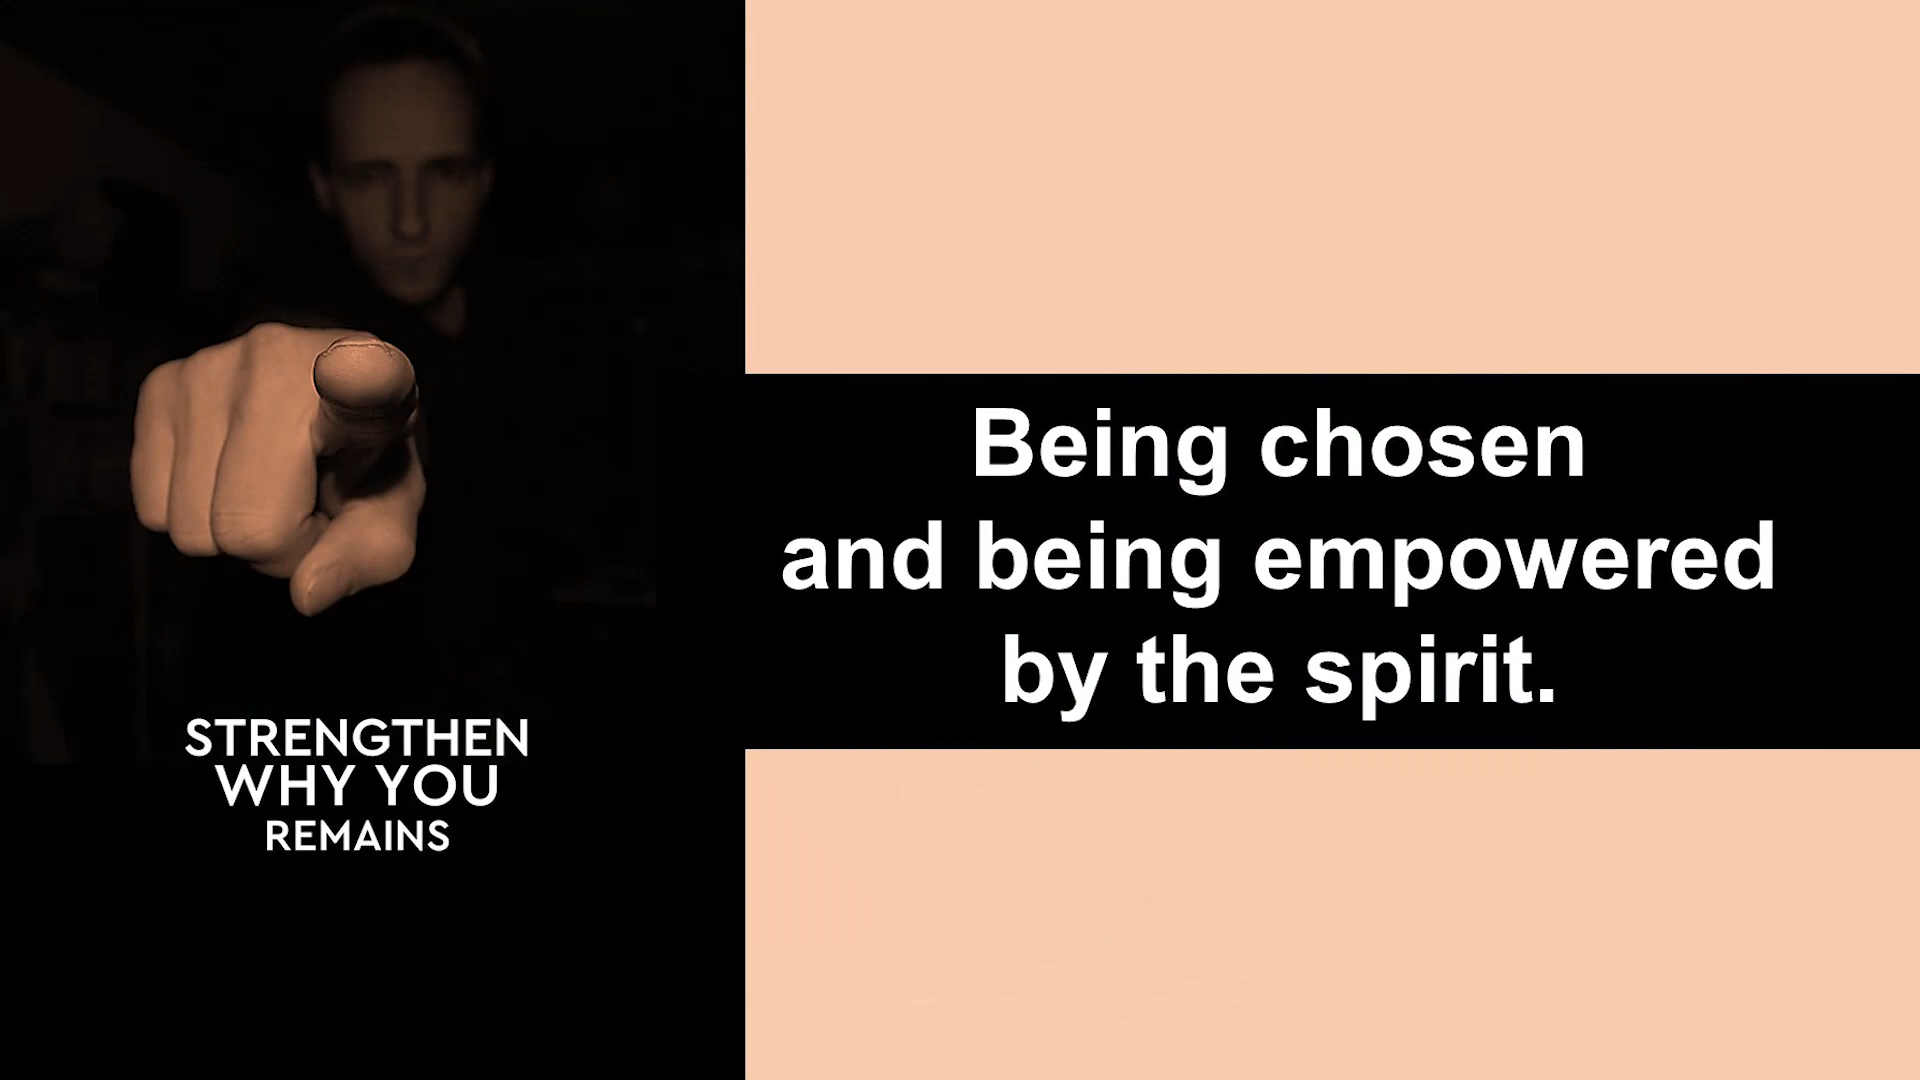 STRENGTHEN
WHY YOU
REMAINS
Being chosen
and being empowered
by the spirit.